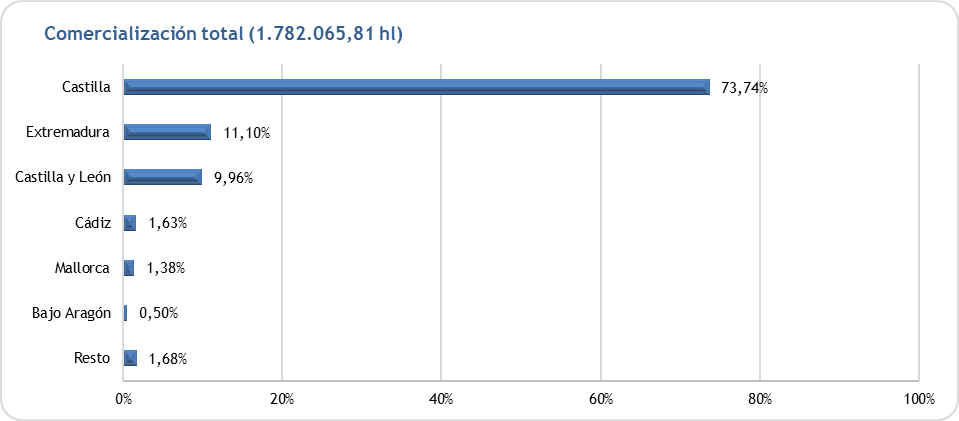 Comercialización total (1.782.065,81 hl)
Castilla 73,74%
Extremadura 11,10%
Castilla y León 9,96%
Cádiz 1,63%
Mallorca 1,38%
Bajo Aragón 0,50%
Resto 1,68%
0% 20% 40% 60% 80% 100%